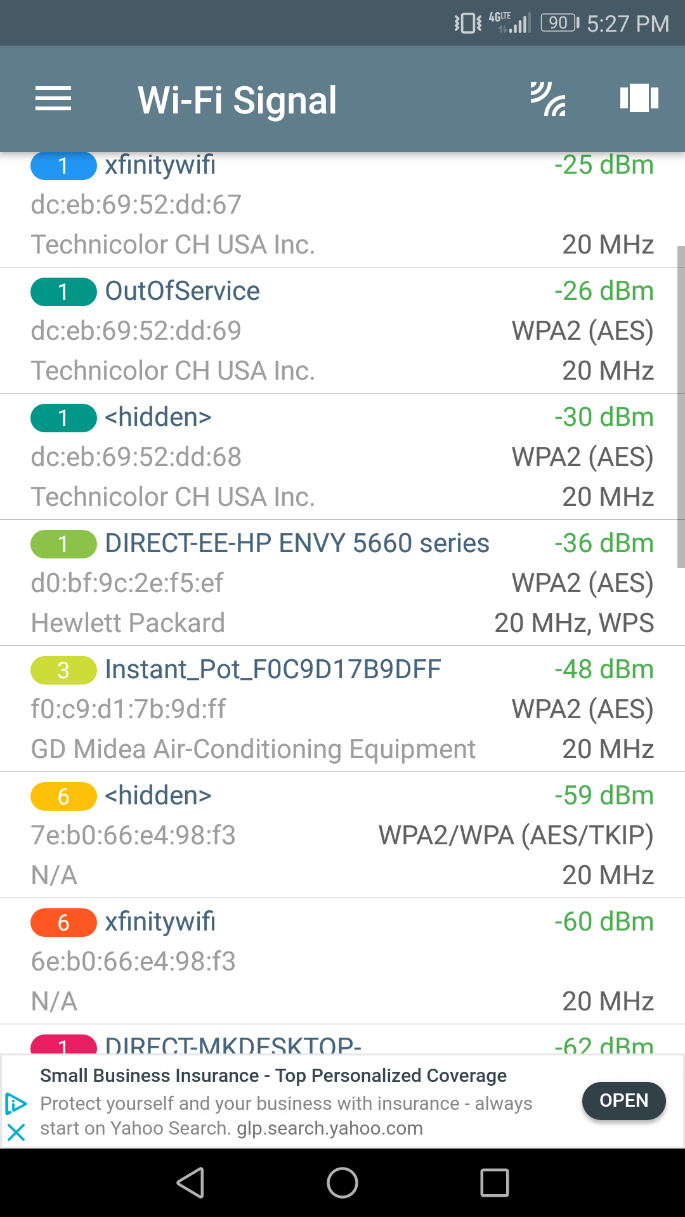 4G LTE 90 5:27 PM
Wi-Fi Signal
1 xfinitywifi -25 dBm
dc:eb:69:52:dd:67
Technicolor CH USA Inc. 20 MHz
1 OutOfService -26 dBm
dc:eb:69:52:dd:69 WPA2 (AES)
Technicolor CH USA Inc. 20 MHz
1 <hidden> -30 dBm
dc:eb:69:52:dd:68 WPA2 (AES)
Technicolor CH USA Inc. 20 MHz
1 DIRECT-EE-HP ENVY 5660 series -36 dBm
d0:bf:9c:2e:f5:ef WPA2 (AES)
Hewlett Packard 20 MHz, WPS
3 Instant_Pot_F0C9D17B9DFF -48 dBm
f0:c9:d1:7b:9d:ff WPA2 (AES)
GD Midea Air-Conditioning Equipment 20 MHz
6 <hidden> -59 dBm
7e:b0:66:e4:98:f3 WPA2/WPA (AES/TKIP)
N/A 20 MHz
6 xfinitywifi -60 dBm
6e:b0:66:e4:98:f3
N/A 20 MHz
1 DIRECT-MKDESKTOP- -62 dBm
Small Business Insurance - Top Personalized Coverage
Protect yourself and your business with insurance - always
start on Yahoo Search. glp.search.yahoo.com
OPEN